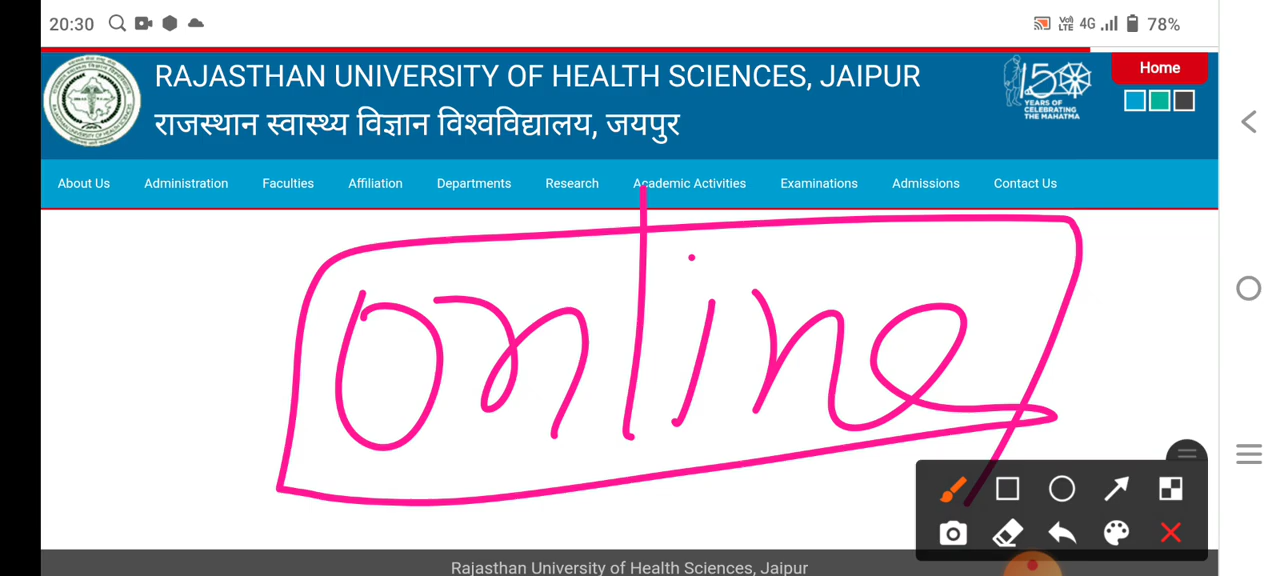 20:30 Vo) LTE 4G 78%
RAJASTHAN UNIVERSITY OF HEALTH SCIENCES, JAIPUR
राजस्थान स्वास्थ्य विज्ञान विश्वविद्यालय, जयपुर
150
YEARS OF
CELEBRATING
THE MAHATMA
Home
About Us Administration Faculties Affiliation Departments Research Academic Activities Examinations Admissions Contact Us
online
Rajasthan University of Health Sciences, Jaipur